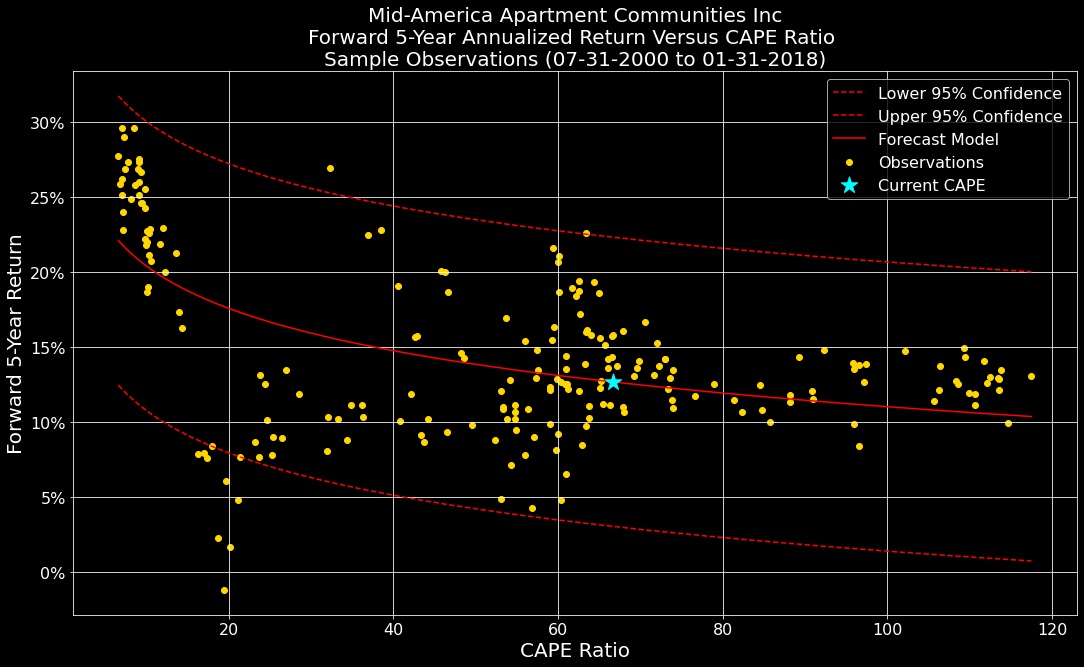 Mid-America Apartment Communities Inc
Forward 5-Year Annualized Return Versus CAPE Ratio
Sample Observations (07-31-2000 to 01-31-2018)
Lower 95% Confidence
Upper 95% Confidence
Forecast Model
Observations
Current CAPE
Forward 5-Year Return
30%
25%
20%
15%
10%
5%
0%
20 40 60 80 100 120
CAPE Ratio